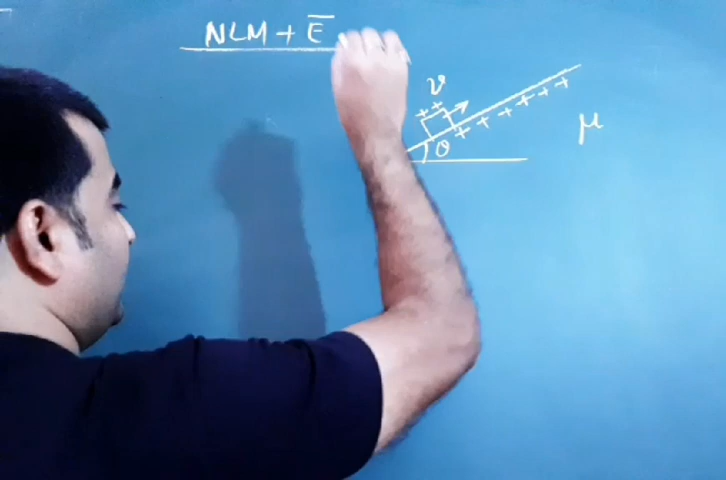 NLM + E̅
v
+ +
+ + + + + +
θ
μ